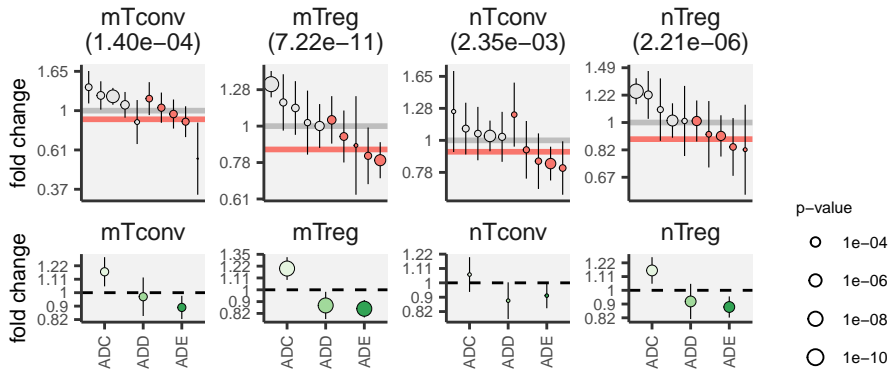 mTconv
(1.40e−04)
mTreg
(7.22e−11)
nTconv
(2.35e−03)
nTreg
(2.21e−06)
fold change
1.65
1
0.61
0.37
1.28
1
0.78
0.61
1.65
1.28
1
0.78
1.49
1.22
1
0.82
0.67
mTconv
mTreg
nTconv
nTreg
fold change
1.22
1.11
1
0.9
0.82
1.35
1.22
1.11
1
0.9
0.82
1.22
1.11
1
0.9
0.82
1.22
1.11
1
0.9
0.82
ADC
ADD
ADE
ADC
ADD
ADE
ADC
ADD
ADE
ADC
ADD
ADE
p−value
1e−04
1e−06
1e−08
1e−10